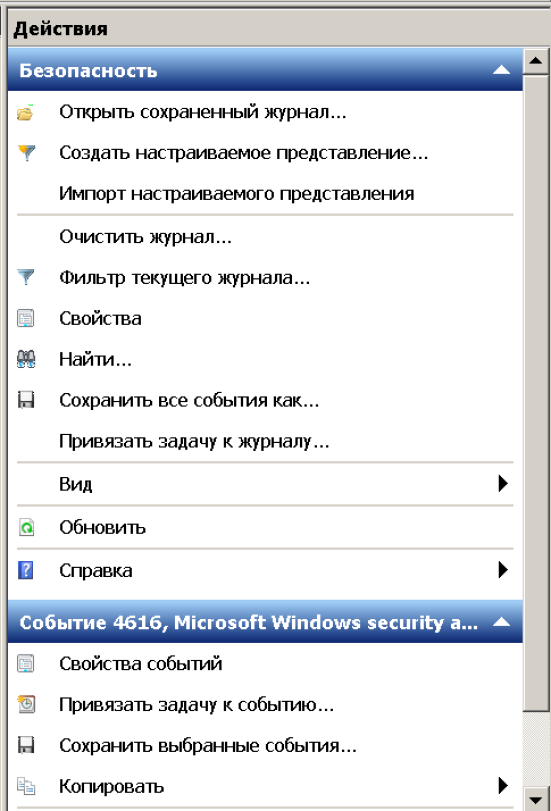 Действия
Безопасность
Открыть сохраненный журнал...
Создать настраиваемое представление...
Импорт настраиваемого представления
Очистить журнал...
Фильтр текущего журнала...
Свойства
Найти...
Сохранить все события как...
Привязать задачу к журналу...
Вид
Обновить
Справка
Событие 4616, Microsoft Windows security a...
Свойства событий
Привязать задачу к событию...
Сохранить выбранные события...
Копировать